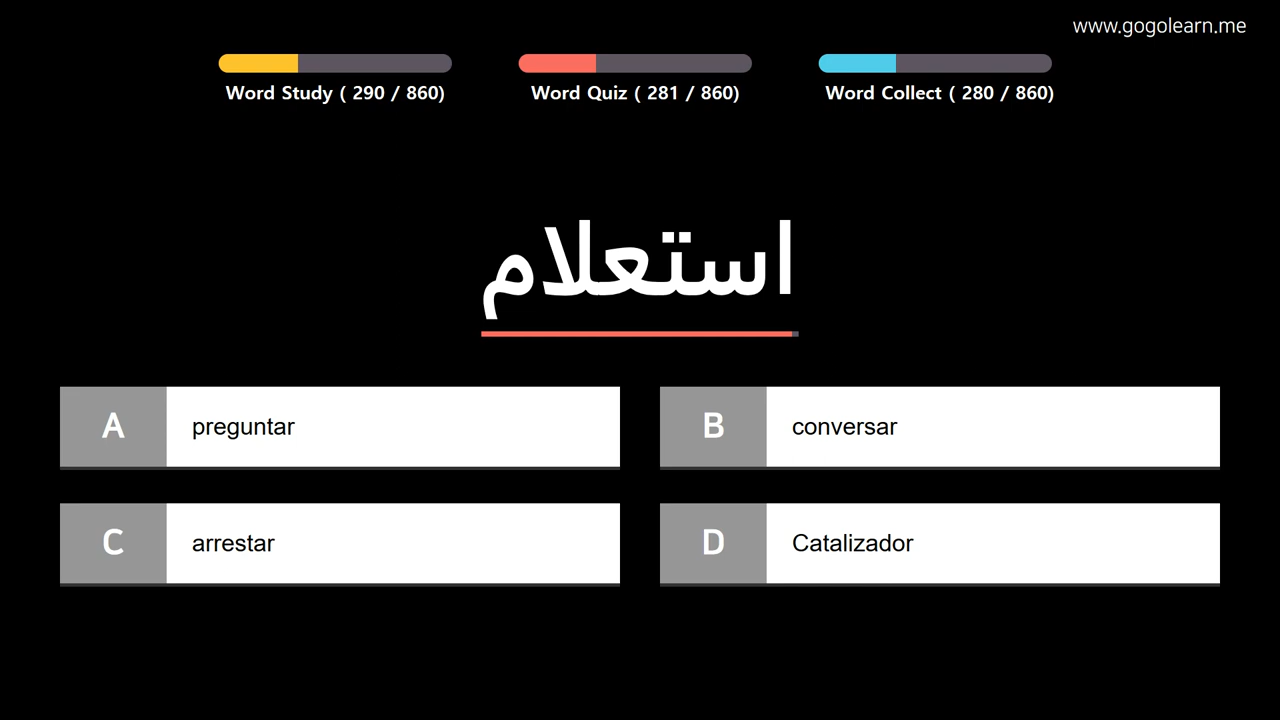 www.gogolearn.me
Word Study ( 290 / 860)
Word Quiz ( 281 / 860)
Word Collect ( 280 / 860)
استعلام
A preguntar
B conversar
C arrestar
D Catalizador